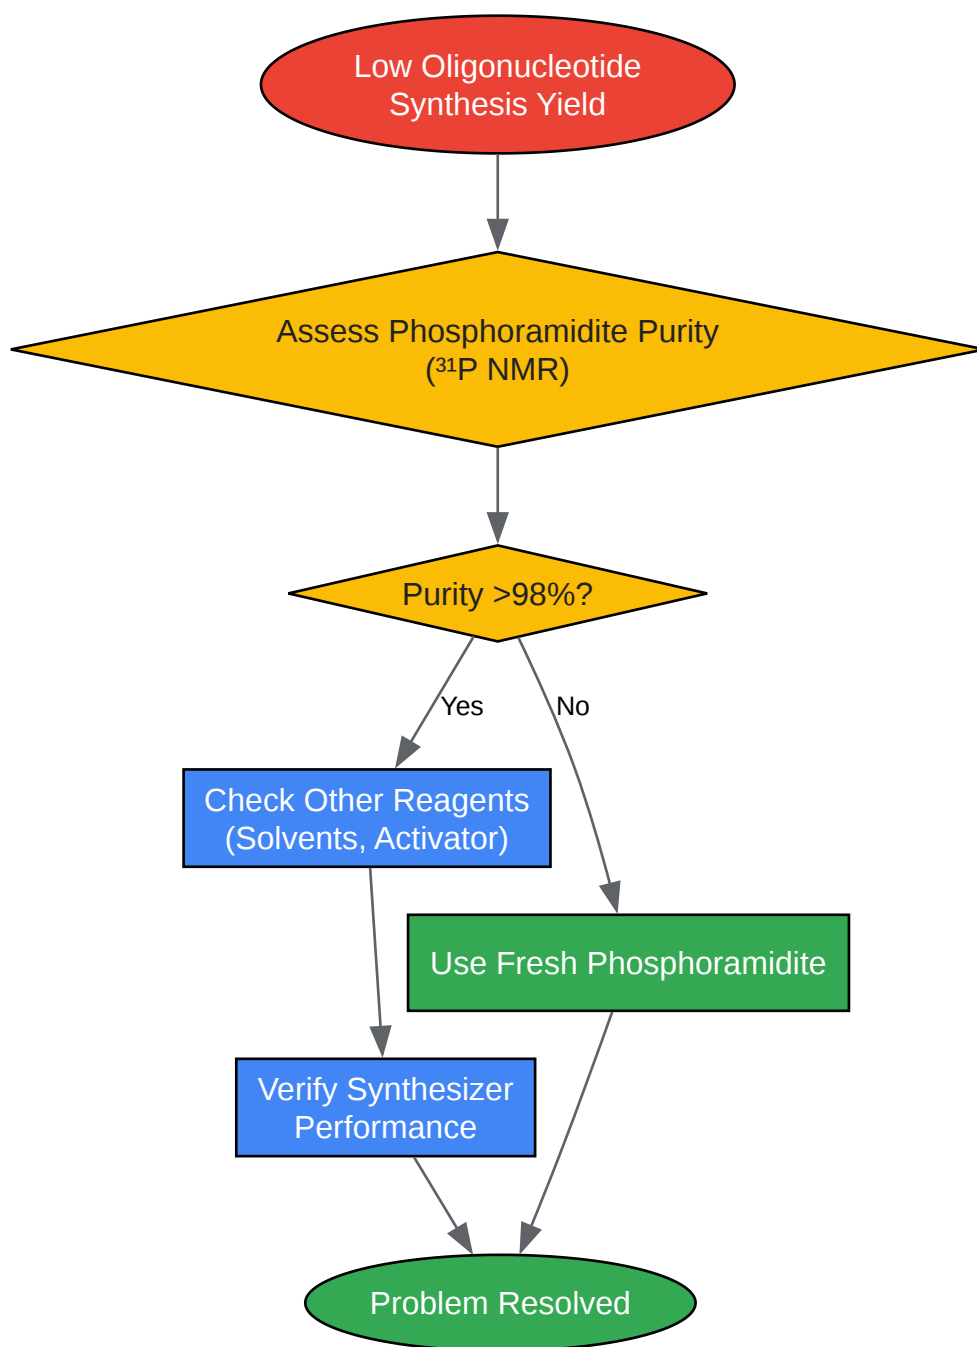 Low Oligonucleotide
Synthesis Yield
Assess Phosphoramidite Purity
(³¹P NMR)
Purity >98%?
Yes
No
Check Other Reagents
(Solvents, Activator)
Use Fresh Phosphoramidite
Verify Synthesizer
Performance
Problem Resolved